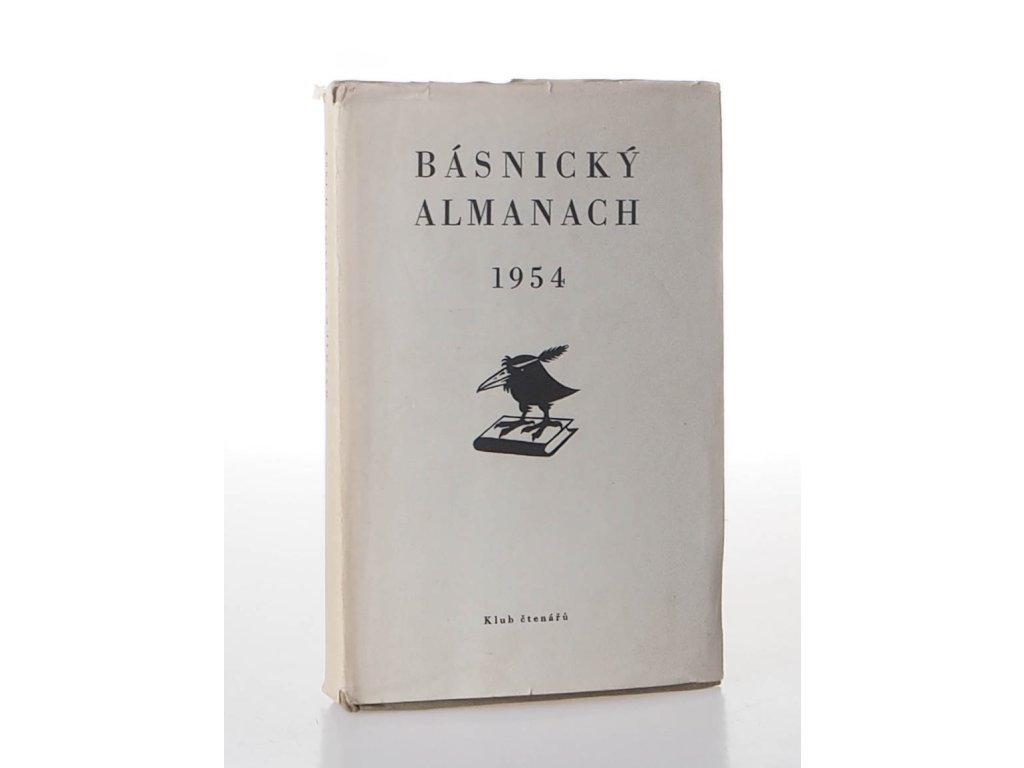 BÁSNICKÝ
ALMANACH
1954
Klub čtenářů